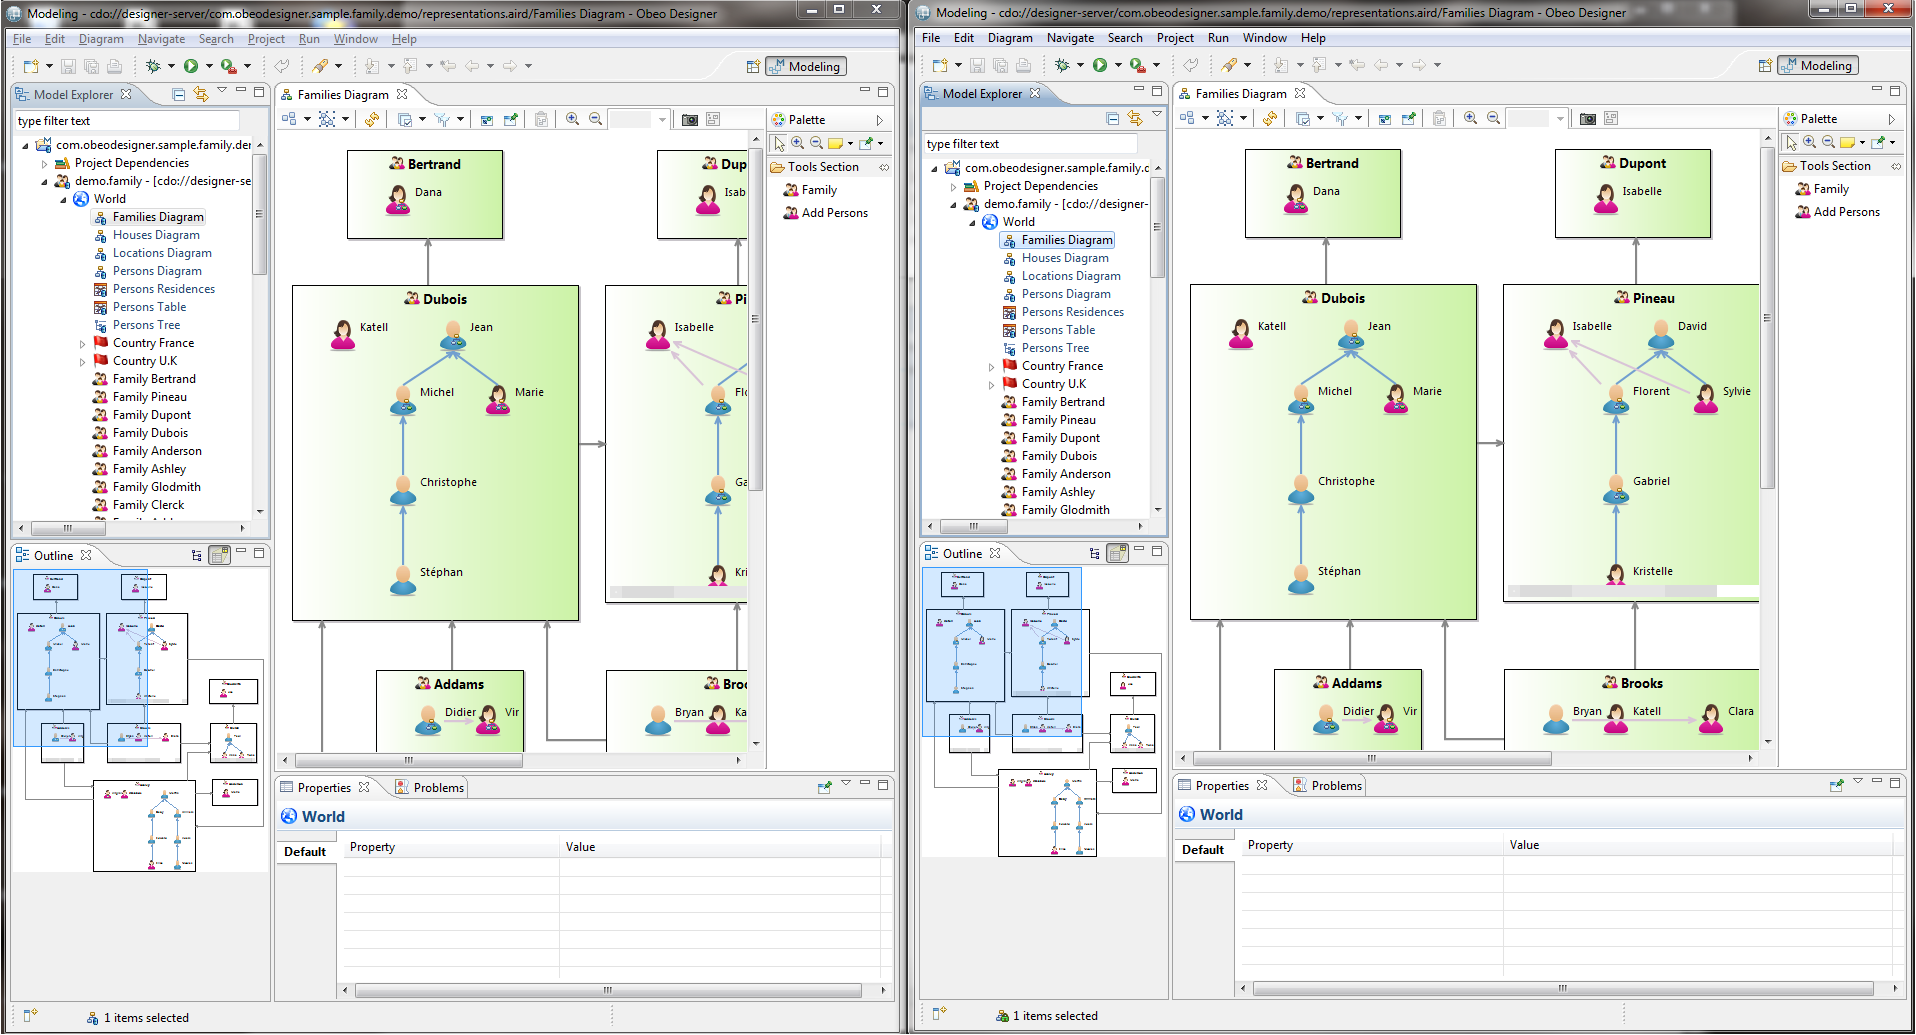 Modeling - cdo://designer-server/com.obeodesigner.sample.family.demo/representations.aird/Families Diagram - Obeo Designer
File Edit Diagram Navigate Search Project Run Window Help
Modeling
Model Explorer
type filter text
com.obeodesigner.sample.family.der
Project Dependencies
demo.family - [cdo://designer-se
World
Families Diagram
Houses Diagram
Locations Diagram
Persons Diagram
Persons Residences
Persons Table
Persons Tree
Country France
Country U.K
Family Bertrand
Family Pineau
Family Dupont
Family Dubois
Family Anderson
Family Ashley
Family Glodmith
Family Clerck
Outline
Families Diagram
Bertrand
Dana
Dup
Isab
Dubois
Katell
Jean
Michel
Marie
Christophe
Stéphan
Pi
Isabelle
Flo
Ga
Kri
Addams
Didier
Vir
Broo
Bryan
Ka
Palette
Tools Section
Family
Add Persons
Properties
Problems
World
Default
Property Value
1 items selected
Modeling - cdo://designer-server/com.obeodesigner.sample.family.demo/representations.aird/Families Diagram - Obeo Designer
File Edit Diagram Navigate Search Project Run Window Help
Modeling
Model Explorer
type filter text
com.obeodesigner.sample.family.c
Project Dependencies
demo.family - [cdo://designer-
World
Families Diagram
Houses Diagram
Locations Diagram
Persons Diagram
Persons Residences
Persons Table
Persons Tree
Country France
Country U.K
Family Bertrand
Family Pineau
Family Dupont
Family Dubois
Family Anderson
Family Ashley
Family Glodmith
Outline
Families Diagram
Bertrand
Dana
Dupont
Isabelle
Dubois
Katell
Jean
Michel
Marie
Christophe
Stéphan
Pineau
Isabelle
David
Florent
Sylvie
Gabriel
Kristelle
Addams
Didier
Vir
Brooks
Bryan
Katell
Clara
Palette
Tools Section
Family
Add Persons
Properties
Problems
World
Default
Property Value
1 items selected